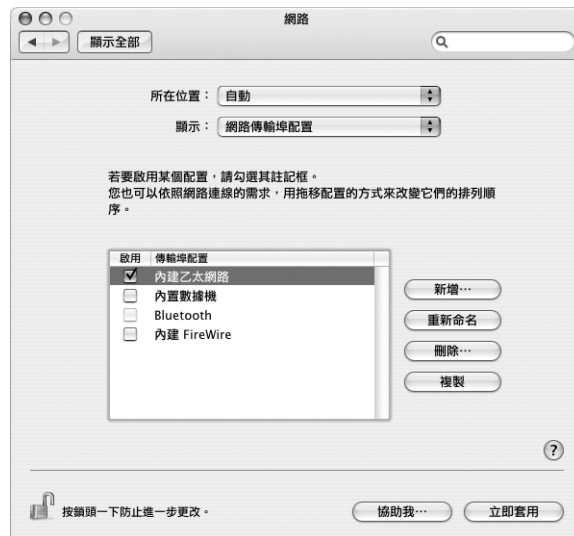 網路
顯示全部
所在位置：自動
顯示：網路傳輸埠配置
若要啟用某個配置，請勾選其註記框。
您也可以依照網路連線的需求，用拖移配置的方式來改變它們的排列順
序。
啟用 傳輸埠配置
內建乙太網路
內置數據機
Bluetooth
內建 FireWire
新增…
重新命名
刪除…
複製
?
按鎖頭一下防止進一步更改。
協助我…
立即套用